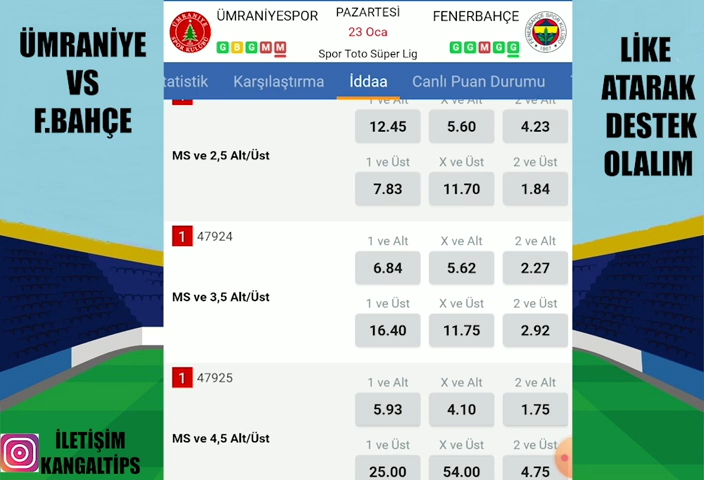 ÜMRANİYE
VS
F.BAHÇE
ÜMRANİYESPOR
G B G M M
PAZARTESİ
23 Oca
Spor Toto Süper Lig
FENERBAHÇE
G G M G G
tatistik Karşılaştırma İddaa Canlı Puan Durumu
1 ve Alt X ve Alt 2 ve Alt
12.45 5.60 4.23
MS ve 2,5 Alt/Üst
1 ve Üst X ve Üst 2 ve Üst
7.83 11.70 1.84
1 47924
1 ve Alt X ve Alt 2 ve Alt
6.84 5.62 2.27
MS ve 3,5 Alt/Üst
1 ve Üst X ve Üst 2 ve Üst
16.40 11.75 2.92
1 47925
1 ve Alt X ve Alt 2 ve Alt
5.93 4.10 1.75
MS ve 4,5 Alt/Üst
1 ve Üst X ve Üst 2 ve Üst
25.00 54.00 4.75
LİKE
ATARAK
DESTEK
OLALIM
İLETİŞİM
KANGALTİPS